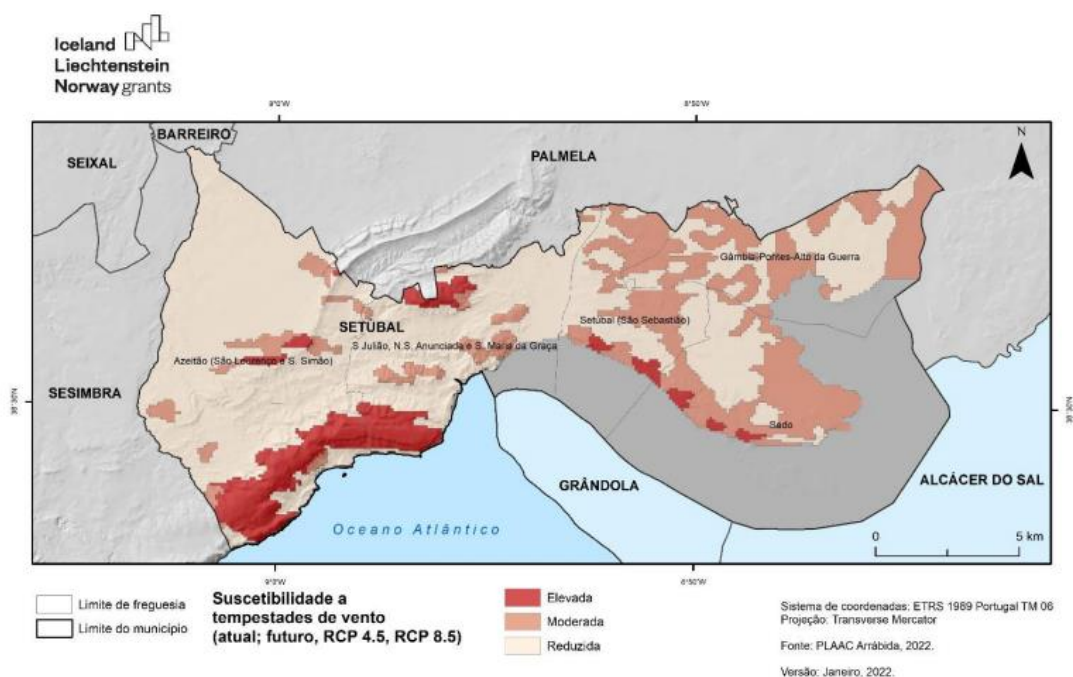 Iceland
Liechtenstein
Norway grants
9°0'W
8°50'W
BARREIRO
SEIXAL
PALMELA
N
Gâmbia-Pontes-Alto da Guerra
SETÚBAL
Setúbal (São Sebastião)
S.Julião, N.S. Anunciada e S. Maria da Graça
Azeitão (São Lourenço e S. Simão)
SESIMBRA
38°30'N
38°30'N
Sado
GRÂNDOLA
ALCÁCER DO SAL
Oceano Atlântico
0
5 km
9°0'W
8°50'W
Limite de freguesia
Limite do município
Suscetibilidade a
tempestades de vento
(atual; futuro, RCP 4.5, RCP 8.5)
Elevada
Moderada
Reduzida
Sistema de coordenadas: ETRS 1989 Portugal TM 06
Projeção: Transverse Mercator
Fonte: PLAAC Arrábida, 2022.
Versão: Janeiro, 2022.